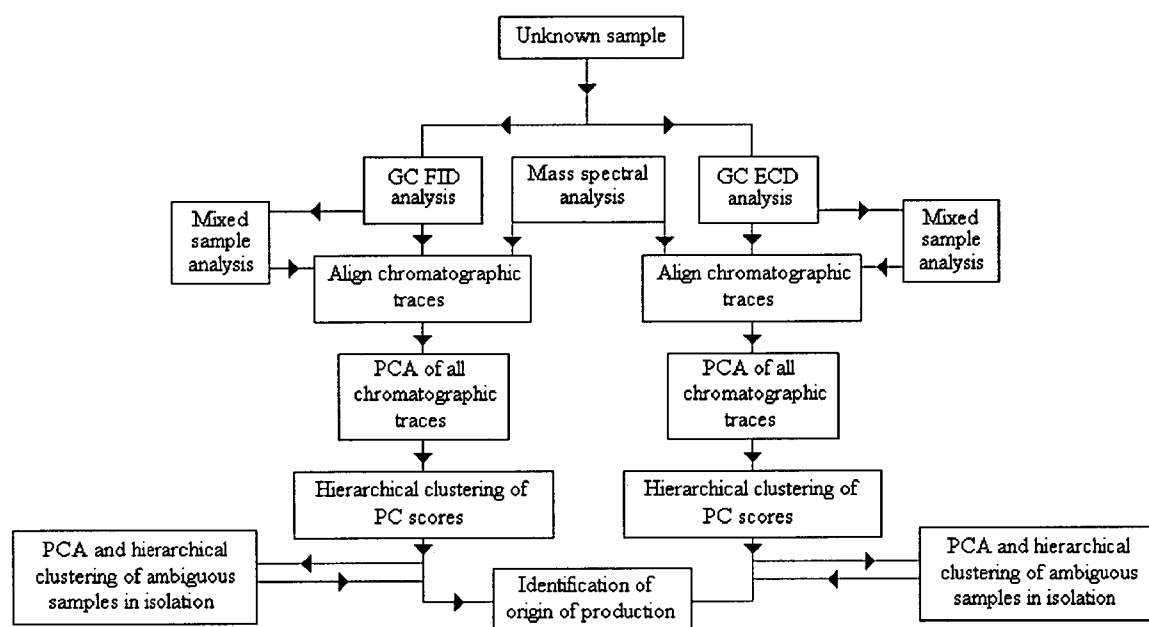 Unknown sample
GC FID
analysis
Mass spectral
analysis
GC ECD
analysis
Mixed
sample
analysis
Mixed
sample
analysis
Align chromatographic
traces
Align chromatographic
traces
PCA of all
chromatographic
traces
PCA of all
chromatographic
traces
Hierarchical clustering of
PC scores
Hierarchical clustering of
PC scores
PCA and hierarchical
clustering of ambiguous
samples in isolation
Identification of
origin of production
PCA and hierarchical
clustering of ambiguous
samples in isolation